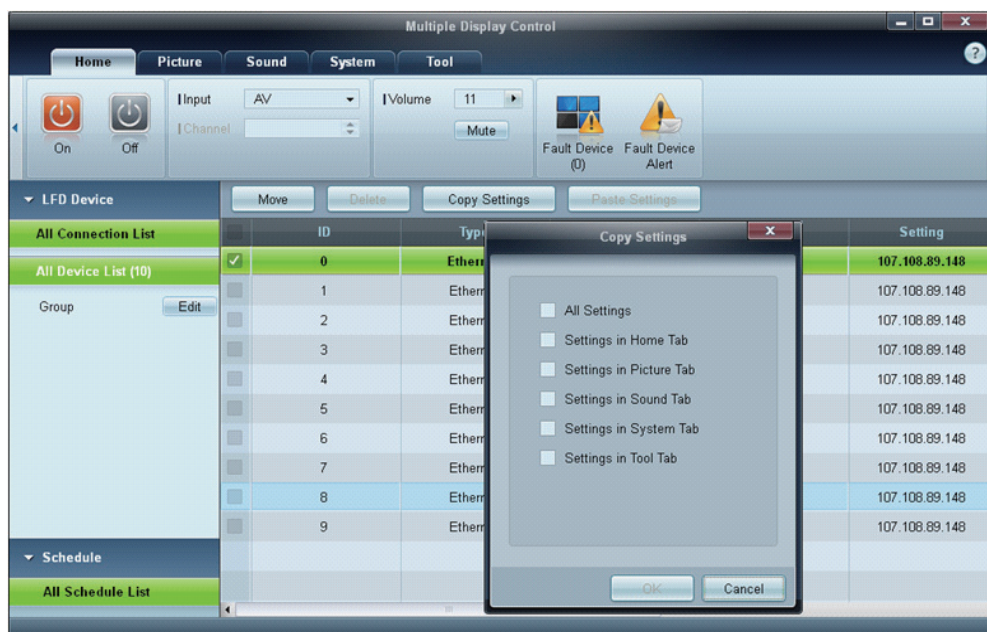 Multiple Display Control
Home Picture Sound System Tool
?
Input AV
Channel
Volume 11
Mute
On Off
Fault Device (0)
Fault Device Alert
LFD Device
All Connection List
All Device List (10)
Group Edit
Schedule
All Schedule List
Move Delete Copy Settings Paste Settings
ID Setting
0 107.108.89.148
1 107.108.89.148
2 107.108.89.148
3 107.108.89.148
4 107.108.89.148
5 107.108.89.148
6 107.108.89.148
7 107.108.89.148
8 107.108.89.148
9 107.108.89.148
Copy Settings
All Settings
Settings in Home Tab
Settings in Picture Tab
Settings in Sound Tab
Settings in System Tab
Settings in Tool Tab
OK Cancel